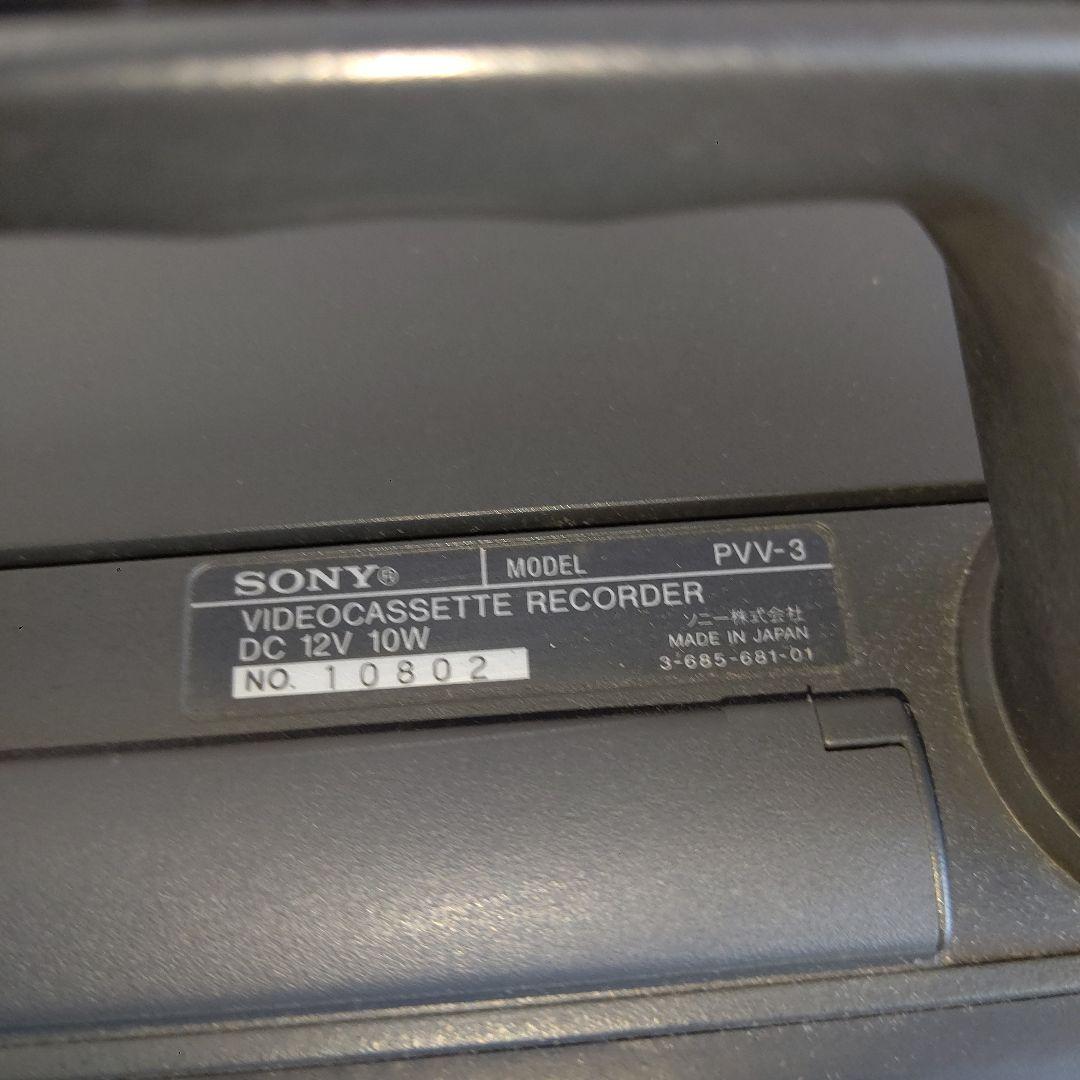 SONY® MODEL PVV-3
VIDEOCASSETTE RECORDER
DC 12V 10W
NO. 10802
ソニー株式会社
MADE IN JAPAN
3-685-681-01